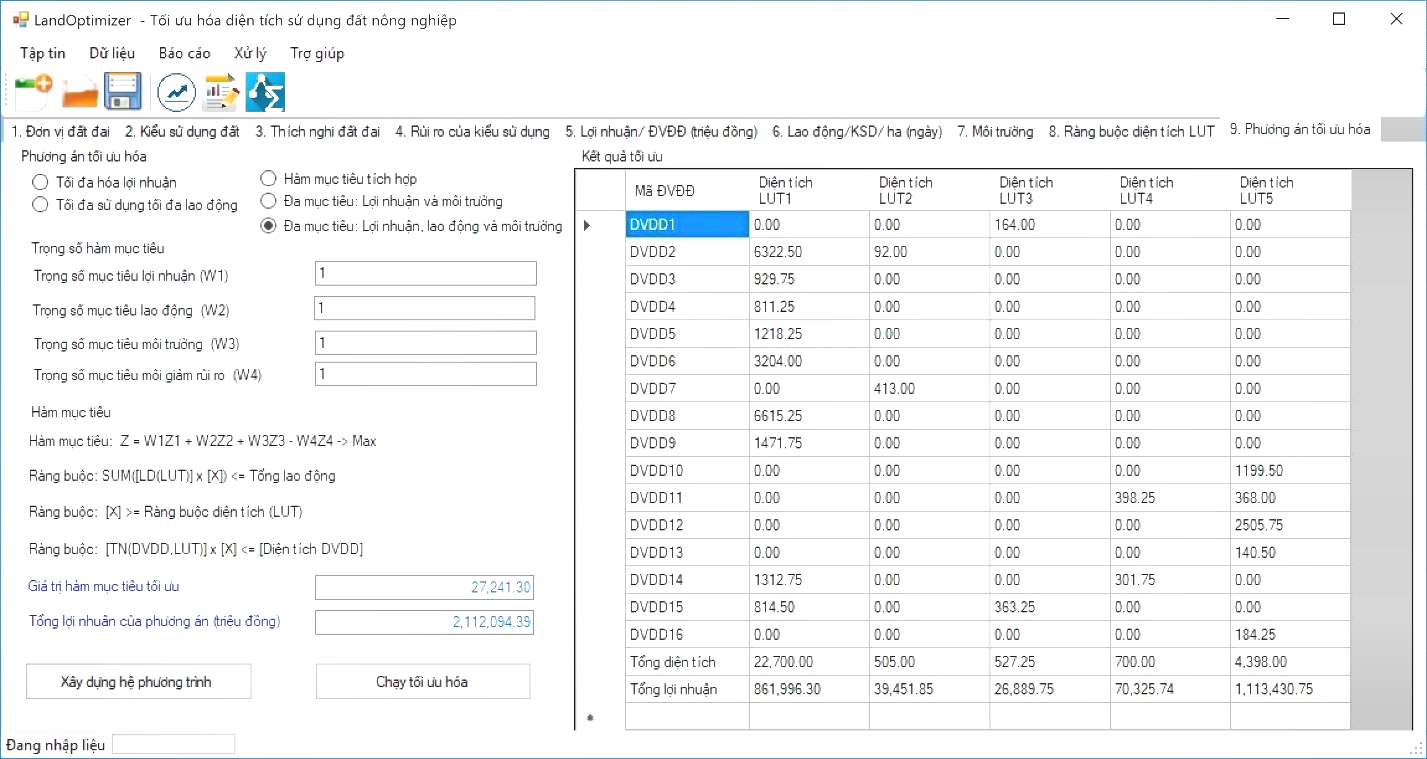 LandOptimizer - Tối ưu hóa diện tích sử dụng đất nông nghiệp
Tập tin Dữ liệu Báo cáo Xử lý Trợ giúp
1. Đơn vị đất đai 2. Kiểu sử dụng đất 3. Thích nghi đất đai 4. Rủi ro của kiểu sử dụng 5. Lợi nhuận/ ĐVĐĐ (triệu đồng) 6. Lao động/KSD/ ha (ngày) 7. Môi trường 8. Ràng buộc diện tích LUT 9. Phương án tối ưu hóa
Phương án tối ưu hóa
Tối đa hóa lợi nhuận
Tối đa sử dụng tối đa lao động
Hàm mục tiêu tích hợp
Đa mục tiêu: Lợi nhuận và môi trường
Đa mục tiêu: Lợi nhuận, lao động và môi trường
Trọng số hàm mục tiêu
Trọng số mục tiêu lợi nhuận (W1) 1
Trọng số mục tiêu lao động (W2) 1
Trọng số mục tiêu môi trường (W3) 1
Trọng số mục tiêu môi giảm rủi ro (W4) 1
Hàm mục tiêu
Hàm mục tiêu: Z = W1Z1 + W2Z2 + W3Z3 - W4Z4 -> Max
Ràng buộc: SUM([LD(LUT)] x [X]) <= Tổng lao động
Ràng buộc: [X] >= Ràng buộc diện tích (LUT)
Ràng buộc: [TN(DVDD,LUT)] x [X] <= [Diện tích DVDD]
Giá trị hàm mục tiêu tối ưu 27,241.30
Tổng lợi nhuân của phương án (triệu đồng) 2,112,094.39
Xây dựng hệ phương trình Chạy tối ưu hóa
Kết quả tối ưu
Mã ĐVĐĐ Diện tích LUT1 Diện tích LUT2 Diện tích LUT3 Diện tích LUT4 Diện tích LUT5
DVDD1 0.00 0.00 164.00 0.00 0.00
DVDD2 6322.50 92.00 0.00 0.00 0.00
DVDD3 929.75 0.00 0.00 0.00 0.00
DVDD4 811.25 0.00 0.00 0.00 0.00
DVDD5 1218.25 0.00 0.00 0.00 0.00
DVDD6 3204.00 0.00 0.00 0.00 0.00
DVDD7 0.00 413.00 0.00 0.00 0.00
DVDD8 6615.25 0.00 0.00 0.00 0.00
DVDD9 1471.75 0.00 0.00 0.00 0.00
DVDD10 0.00 0.00 0.00 0.00 1199.50
DVDD11 0.00 0.00 0.00 398.25 368.00
DVDD12 0.00 0.00 0.00 0.00 2505.75
DVDD13 0.00 0.00 0.00 0.00 140.50
DVDD14 1312.75 0.00 0.00 301.75 0.00
DVDD15 814.50 0.00 363.25 0.00 0.00
DVDD16 0.00 0.00 0.00 0.00 184.25
Tổng diện tích 22,700.00 505.00 527.25 700.00 4,398.00
Tổng lợi nhuận 861,996.30 39,451.85 26,889.75 70,325.74 1,113,430.75
Đang nhập liệu